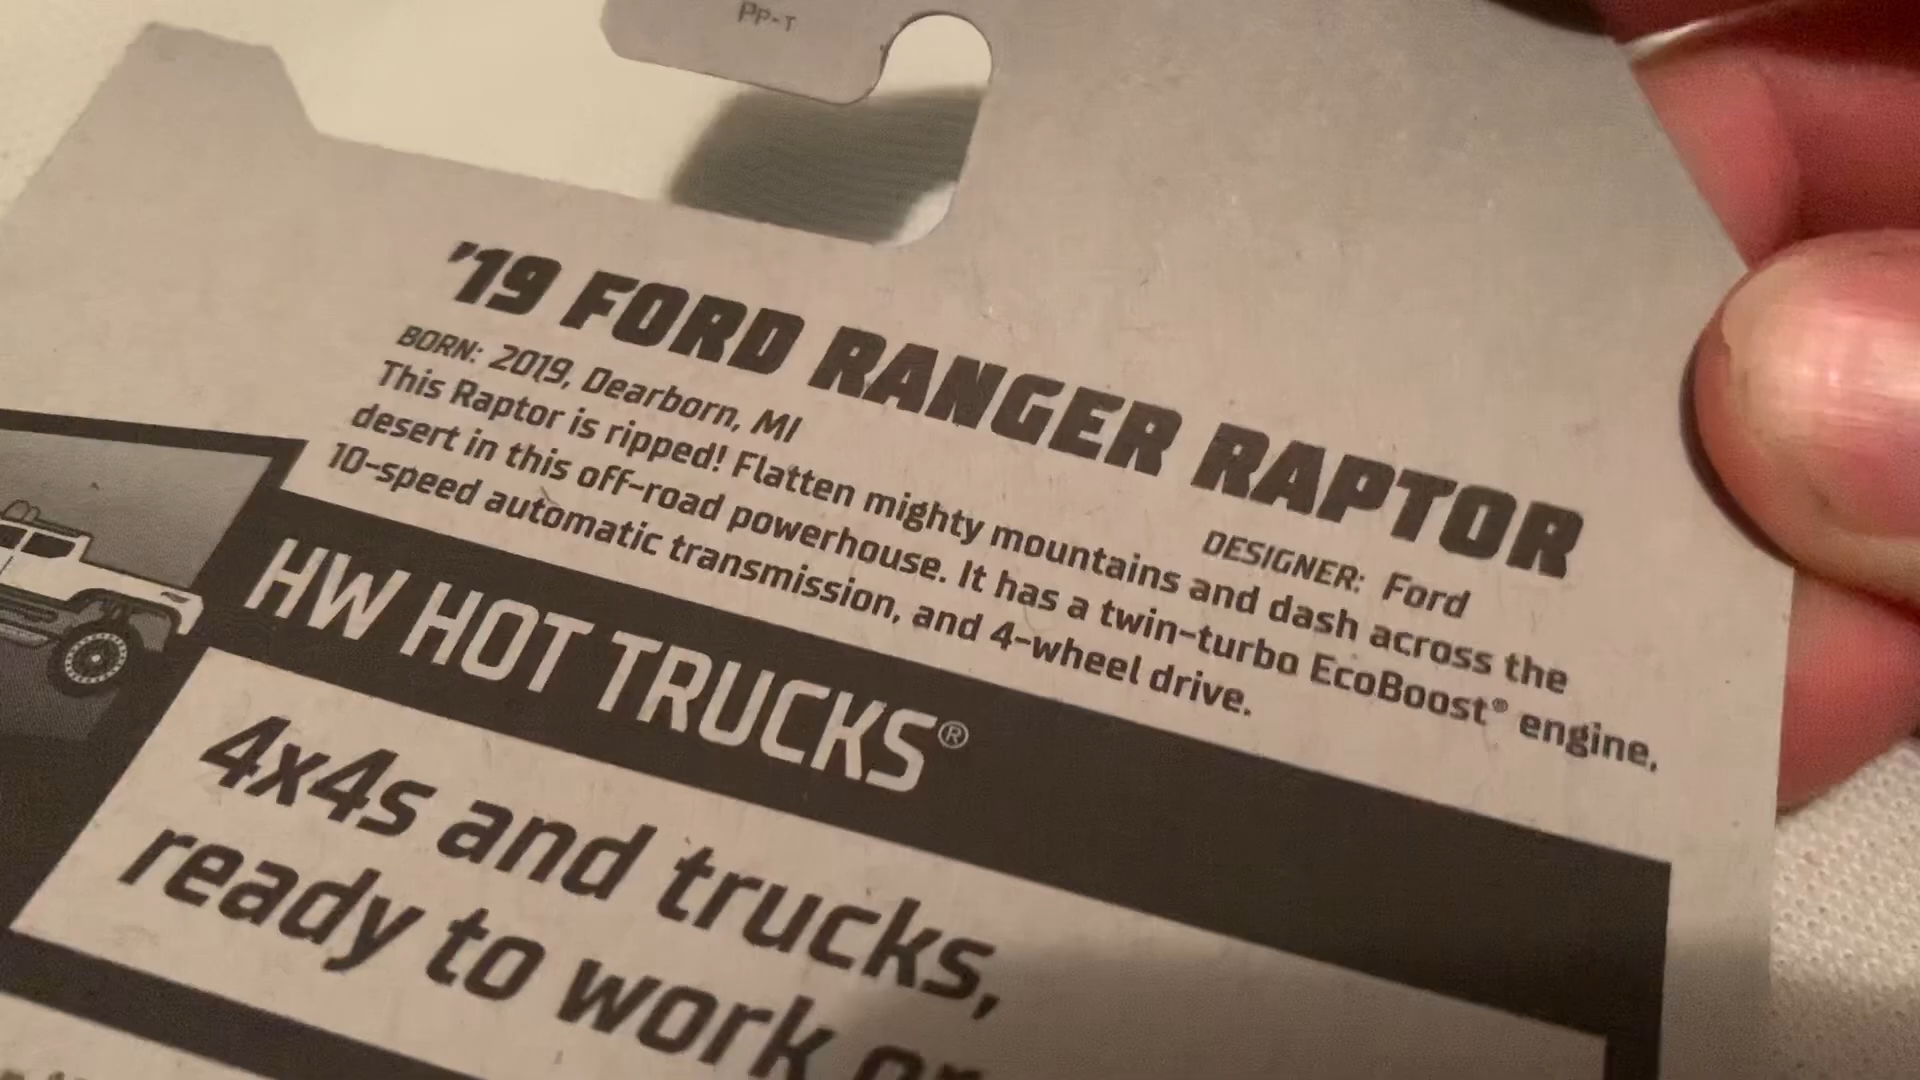 PP-T
'19 FORD RANGER RAPTOR
BORN: 2019, Dearborn, MI DESIGNER: Ford
This Raptor is ripped! Flatten mighty mountains and dash across the
desert in this off-road powerhouse. It has a twin-turbo EcoBoost® engine,
10-speed automatic transmission, and 4-wheel drive.
HW HOT TRUCKS®
4x4s and trucks,
ready to work or